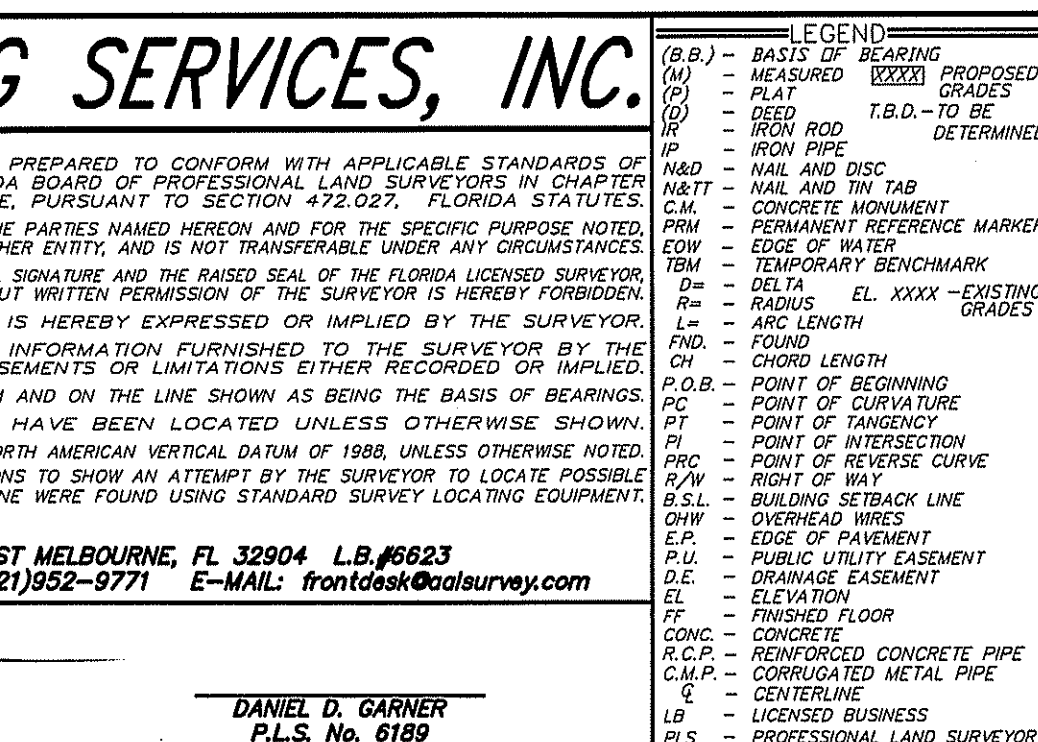 G SERVICES, INC.
PREPARED TO CONFORM WITH APPLICABLE STANDARDS OF
DA BOARD OF PROFESSIONAL LAND SURVEYORS IN CHAPTER
E, PURSUANT TO SECTION 472.027, FLORIDA STATUTES.
HE PARTIES NAMED HEREON AND FOR THE SPECIFIC PURPOSE NOTED,
HER ENTITY, AND IS NOT TRANSFERABLE UNDER ANY CIRCUMSTANCES.
SIGNATURE AND THE RAISED SEAL OF THE FLORIDA LICENSED SURVEYOR,
UT WRITTEN PERMISSION OF THE SURVEYOR IS HEREBY FORBIDDEN.
IS HEREBY EXPRESSED OR IMPLIED BY THE SURVEYOR.
INFORMATION FURNISHED TO THE SURVEYOR BY THE
SEMENTS OR LIMITATIONS EITHER RECORDED OR IMPLIED.
AND ON THE LINE SHOWN AS BEING THE BASIS OF BEARINGS.
HAVE BEEN LOCATED UNLESS OTHERWISE SHOWN.
ORTH AMERICAN VERTICAL DATUM OF 1988, UNLESS OTHERWISE NOTED.
NS TO SHOW AN ATTEMPT BY THE SURVEYOR TO LOCATE POSSIBLE
NE WERE FOUND USING STANDARD SURVEY LOCATING EQUIPMENT.
ST MELBOURNE, FL 32904 L.B.#6623
21)952-9771 E-MAIL: frontdesk@aalsurvey.com
DANIEL D. GARNER
P.L.S. No. 6189
LEGEND
(B.B.) - BASIS OF BEARING
(M) - MEASURED XXXX PROPOSED
(P) - PLAT GRADES
(D) - DEED T.B.D. - TO BE
IR - IRON ROD DETERMINED
IP - IRON PIPE
N&D - NAIL AND DISC
N&TT - NAIL AND TIN TAB
C.M. - CONCRETE MONUMENT
PRM - PERMANENT REFERENCE MARKER
EOW - EDGE OF WATER
TBM - TEMPORARY BENCHMARK
D= - DELTA
R= - RADIUS EL. XXXX -EXISTING
L= - ARC LENGTH GRADES
FND. - FOUND
CH - CHORD LENGTH
P.O.B. - POINT OF BEGINNING
PC - POINT OF CURVATURE
PT - POINT OF TANGENCY
PI - POINT OF INTERSECTION
PRC - POINT OF REVERSE CURVE
R/W - RIGHT OF WAY
B.S.L. - BUILDING SETBACK LINE
OHW - OVERHEAD WIRES
E.P. - EDGE OF PAVEMENT
P.U. - PUBLIC UTILITY EASEMENT
D.E. - DRAINAGE EASEMENT
EL - ELEVATION
FF - FINISHED FLOOR
CONC. - CONCRETE
R.C.P. - REINFORCED CONCRETE PIPE
C.M.P. - CORRUGATED METAL PIPE
℄ - CENTERLINE
LB - LICENSED BUSINESS
PLS - PROFESSIONAL LAND SURVEYOR